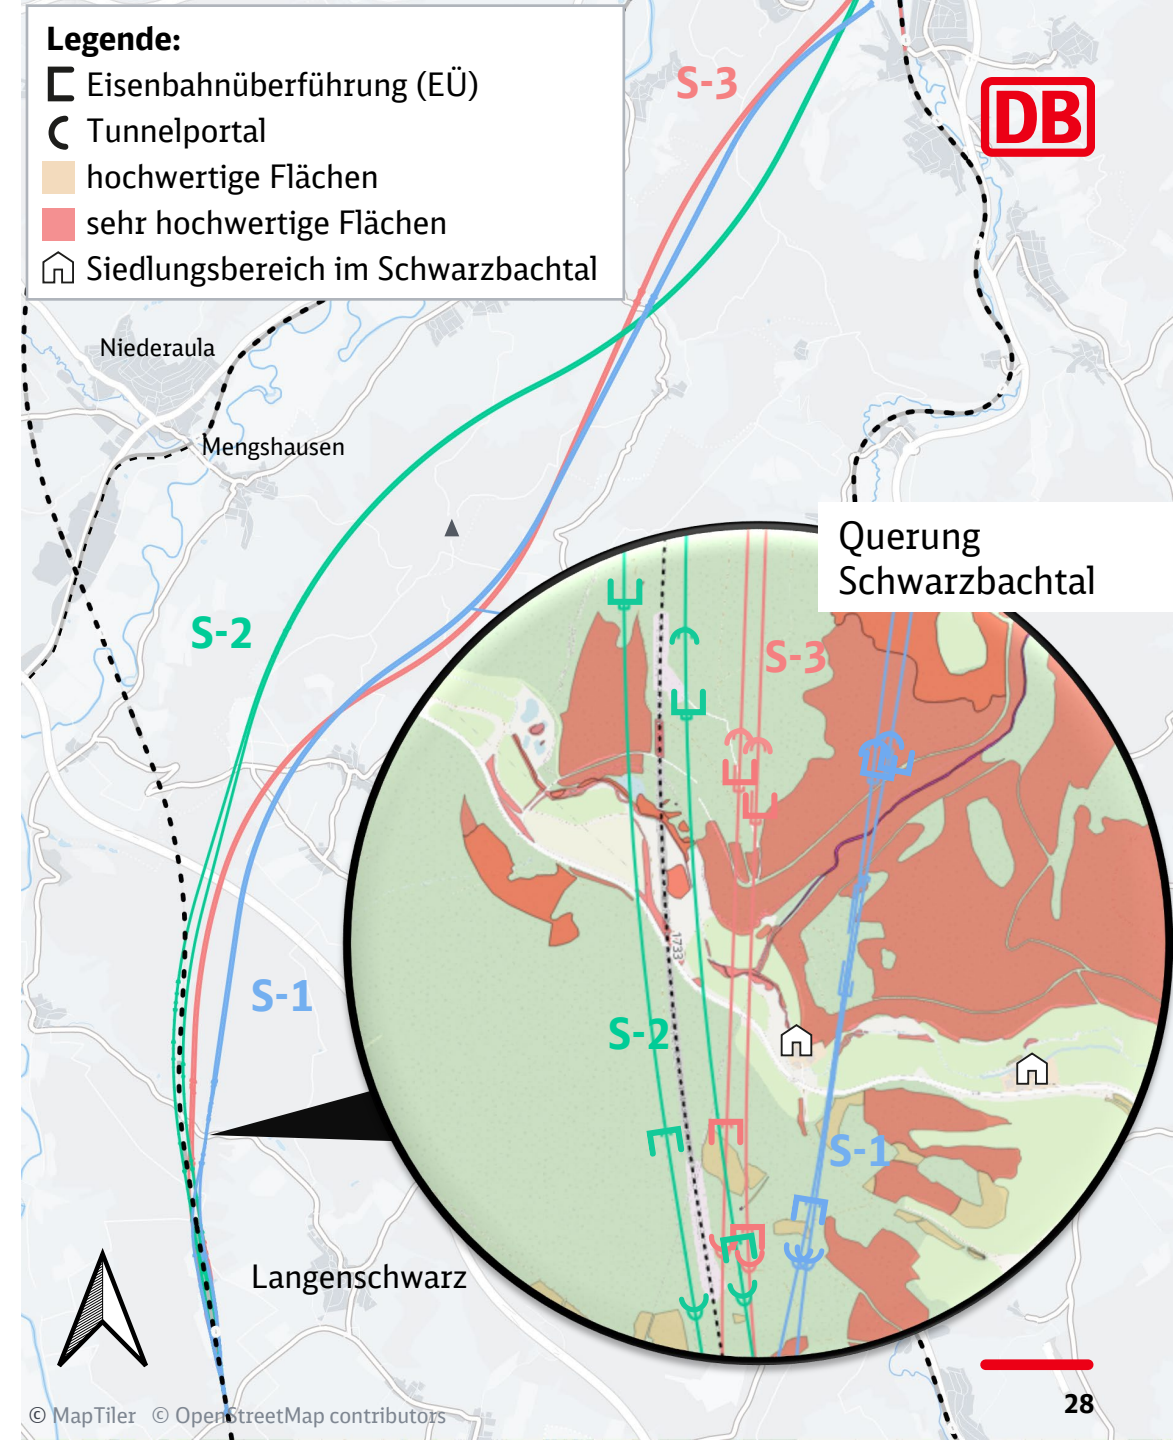 Legende:
Eisenbahnüberführung (EÜ)
Tunnelportal
hochwertige Flächen
sehr hochwertige Flächen
Siedlungsbereich im Schwarzbachtal
S-3
DB
Niederaula
Mengshausen
Querung
Schwarzbachtal
S-2
S-3
1733
S-1
S-2
S-1
Langenschwarz
28
© MapTiler © OpenStreetMap contributors